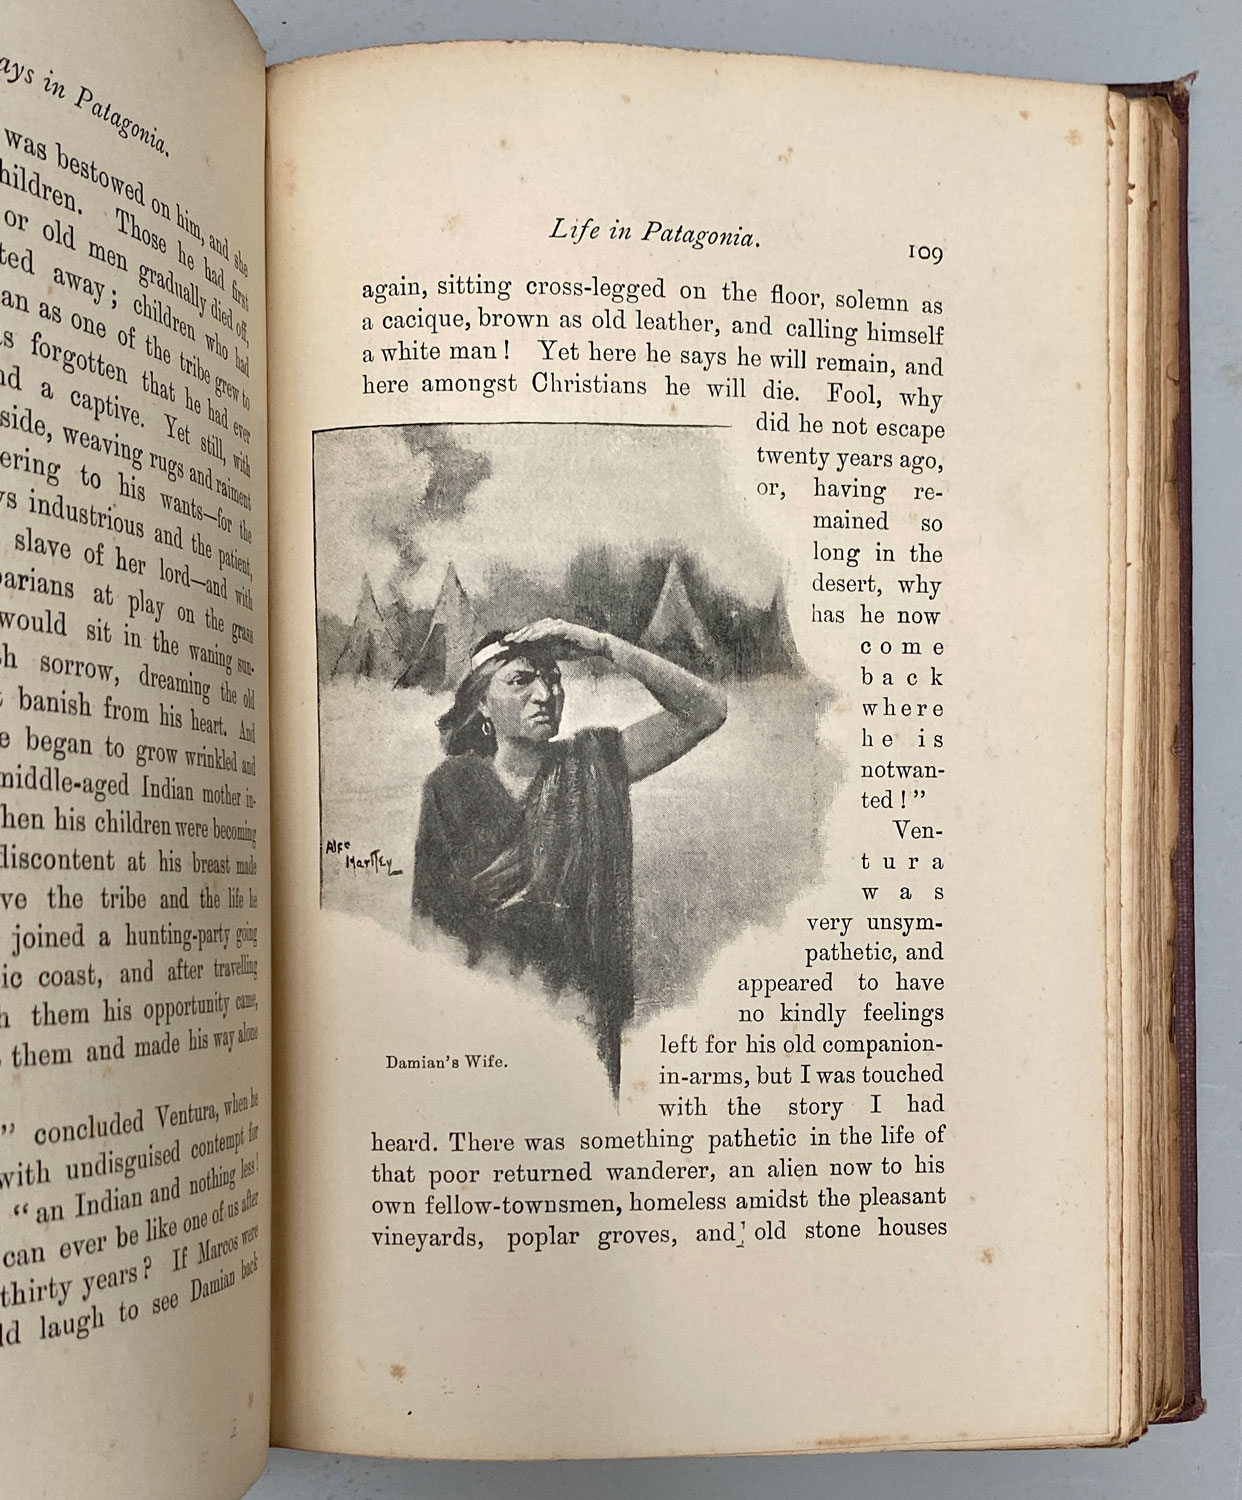 ays in Patagonia.
was bestowed on him, and she
hildren. Those he had first
or old men gradually died off,
ted away; children who had
an as one of the tribe grew to
s forgotten that he had ever
nd a captive. Yet still, with
side, weaving rugs and raiment
ering to his wants—for the
ys industrious and the patient,
slave of her lord—and with
barians at play on the grass
would sit in the waning sun-
h sorrow, dreaming the old
t banish from his heart. And
e began to grow wrinkled and
middle-aged Indian mother in-
hen his children were becoming
discontent at his breast made
ve the tribe and the life he
joined a hunting-party going
ic coast, and after travelling
n them his opportunity came,
them and made his way alone
” concluded Ventura, when he
with undisguised contempt for
“an Indian and nothing less!
can ever be like one of us after
thirty years? If Marcos were
ld laugh to see Damian back
Life in Patagonia.
109
again, sitting cross-legged on the floor, solemn as
a cacique, brown as old leather, and calling himself
a white man! Yet here he says he will remain, and
here amongst Christians he will die. Fool, why
did he not escape
twenty years ago,
or, having re-
mained so
long in the
desert, why
has he now
come
back
where
he is
notwan-
ted!”
Ven-
tura
was
very unsym-
pathetic, and
appeared to have
no kindly feelings
left for his old companion-
in-arms, but I was touched
with the story I had
heard. There was something pathetic in the life of
that poor returned wanderer, an alien now to his
own fellow-townsmen, homeless amidst the pleasant
vineyards, poplar groves, and old stone houses
Alfd Hartley
Damian's Wife.